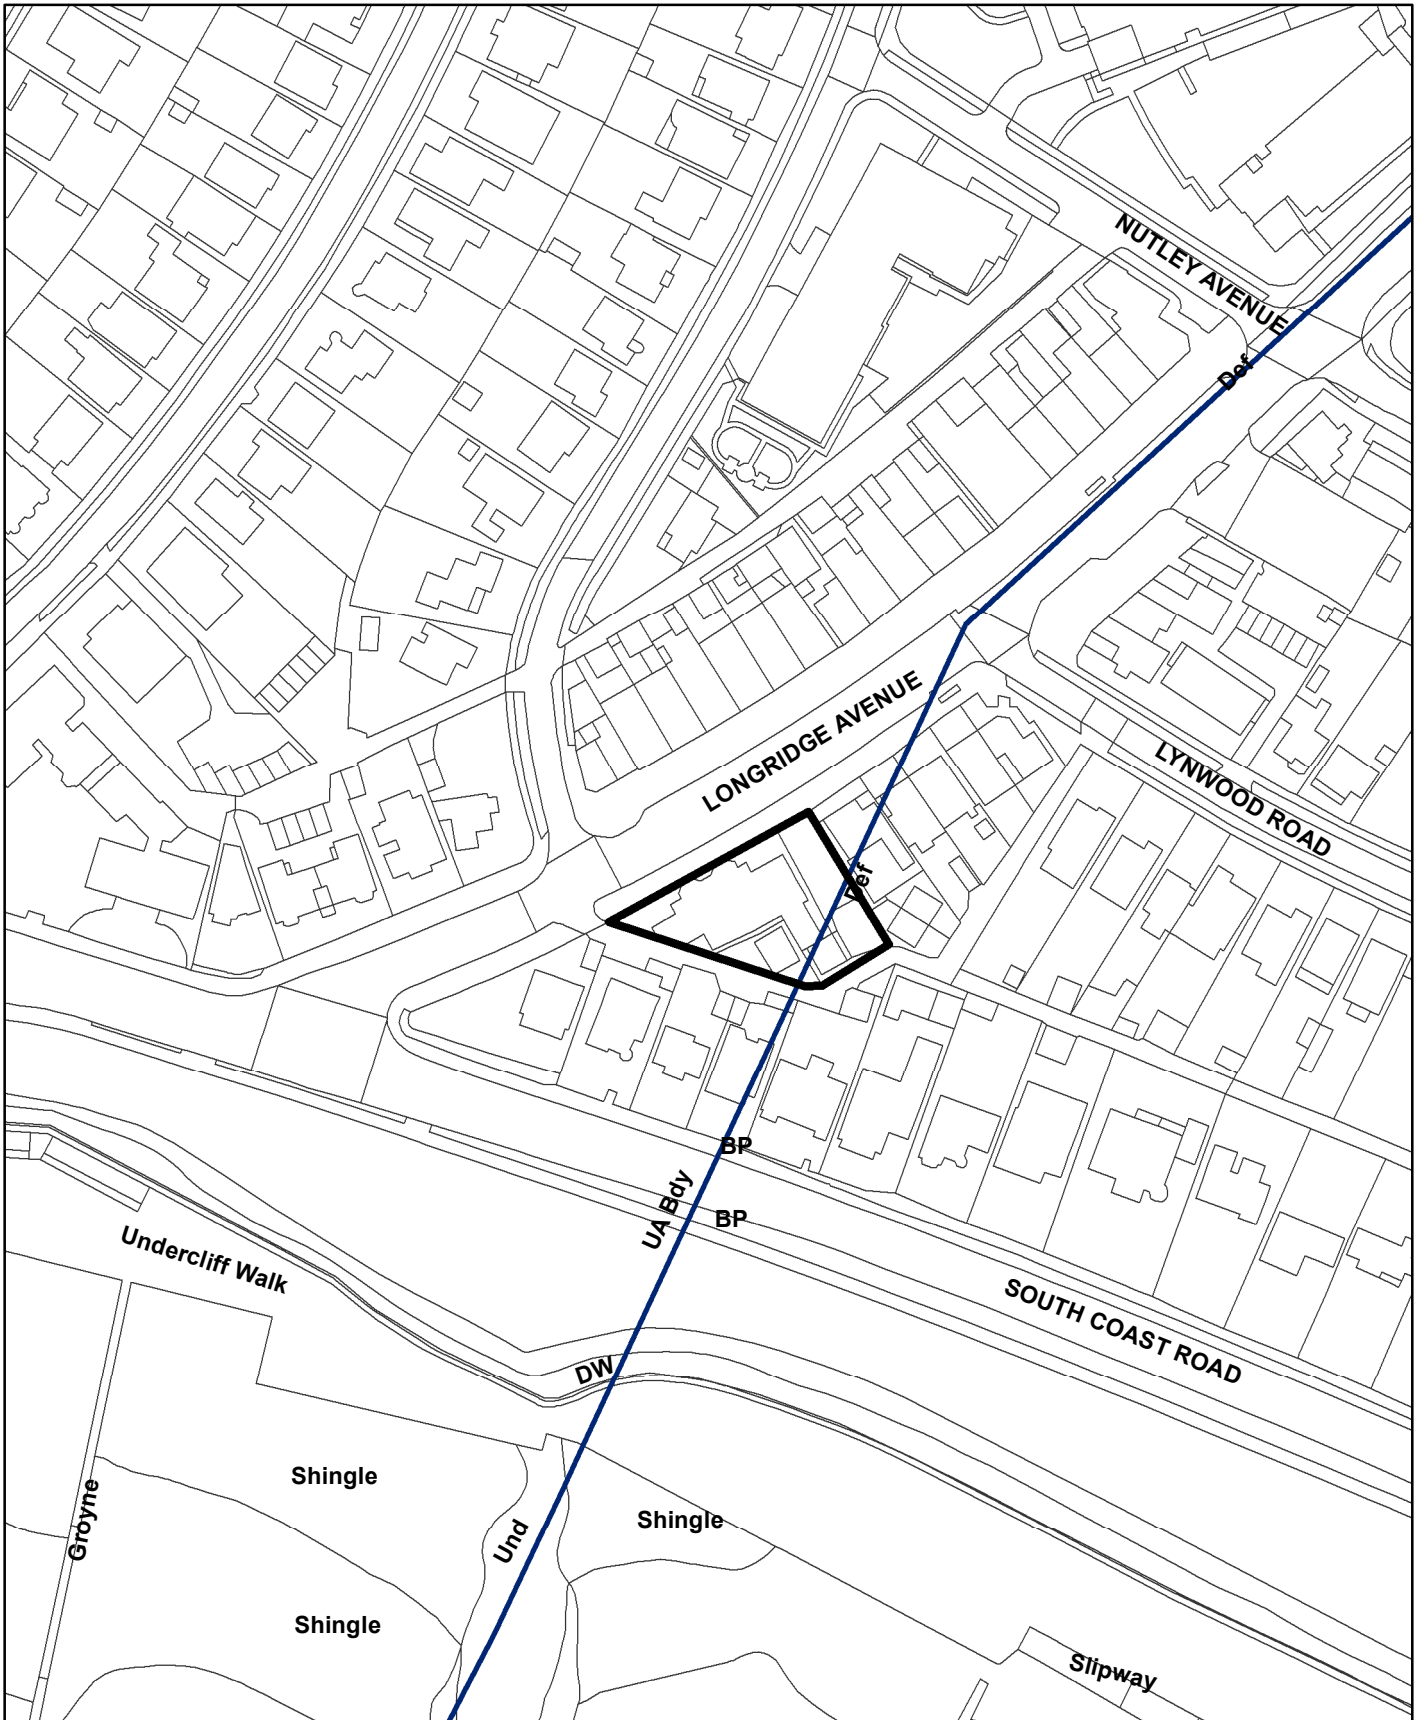 NUTLEY AVENUE
Def
LONGRIDGE AVENUE
LYNWOOD ROAD
Def
BP
UA Bdy
BP
Undercliff Walk
SOUTH COAST ROAD
DW
Shingle
Groyne
Shingle
Und
Shingle
Slipway